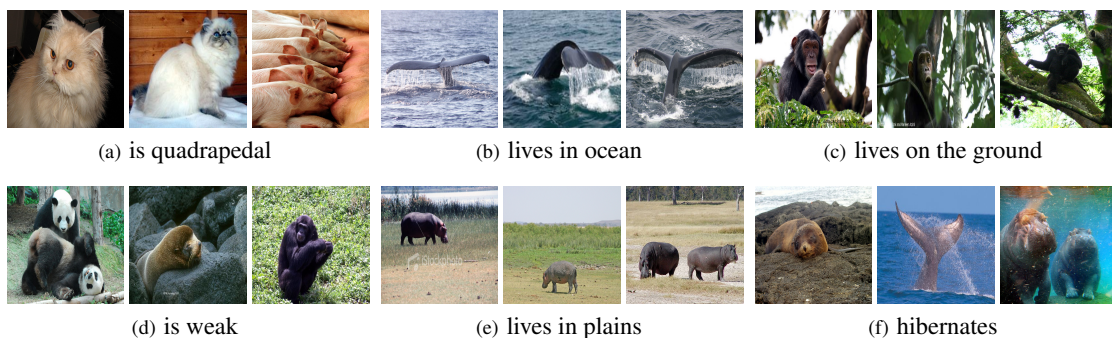 (a) is quadrapedal
(b) lives in ocean
(c) lives on the ground
(d) is weak
(e) lives in plains
(f) hibernates